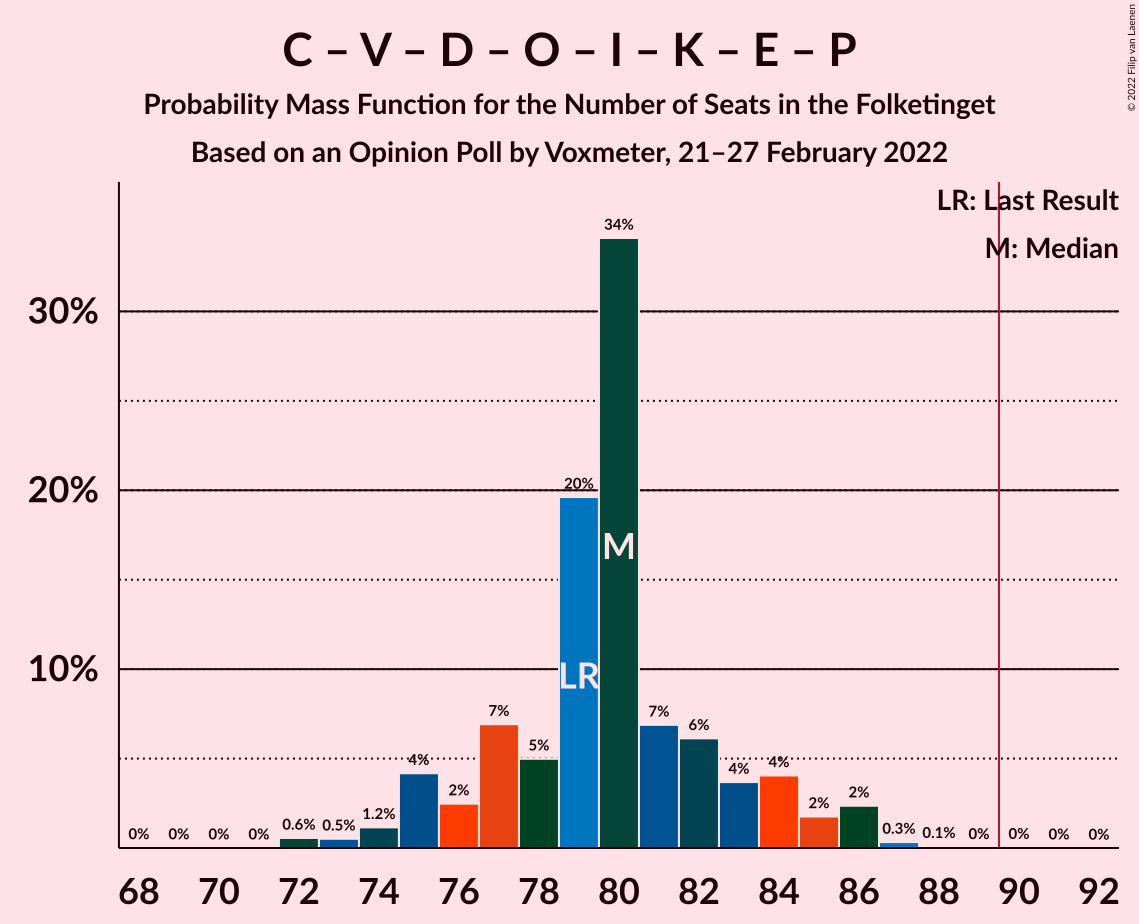 C – V – D – O – I – K – E – P
Probability Mass Function for the Number of Seats in the Folketinget
Based on an Opinion Poll by Voxmeter, 21–27 February 2022
© 2022 Filip van Laenen
LR: Last Result
M: Median
30%
20%
10%
0% 0% 0% 0% 0.6% 0.5% 1.2% 4% 2% 7% 5% 20% 34% 7% 6% 4% 4% 2% 2% 0.3% 0.1% 0% 0% 0% 0%
M
LR
68 70 72 74 76 78 80 82 84 86 88 90 92